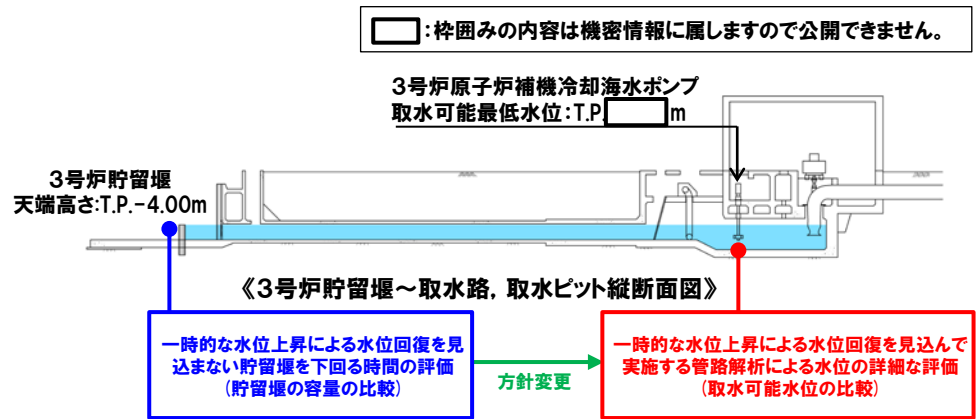 ：枠囲みの内容は機密情報に属しますので公開できません。
３号炉原子炉補機冷却海水ポンプ
取水可能最低水位：T.P. m
３号炉貯留堰
天端高さ:T.P.-4.00m
《３号炉貯留堰～取水路，取水ピット縦断面図》
一時的な水位上昇による水位回復を見
込まない貯留堰を下回る時間の評価
(貯留堰の容量の比較)
方針変更
一時的な水位上昇による水位回復を見込んで
実施する管路解析による水位の詳細な評価
(取水可能水位の比較)